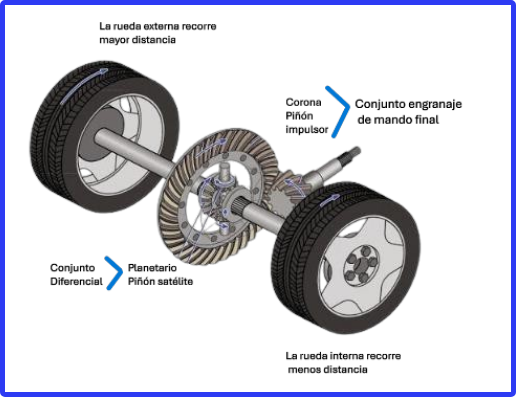 La rueda externa recorre
mayor distancia
Corona
Piñón
impulsor
Conjunto engranaje
de mando final
Conjunto
Diferencial
Planetario
Piñón satélite
La rueda interna recorre
menos distancia